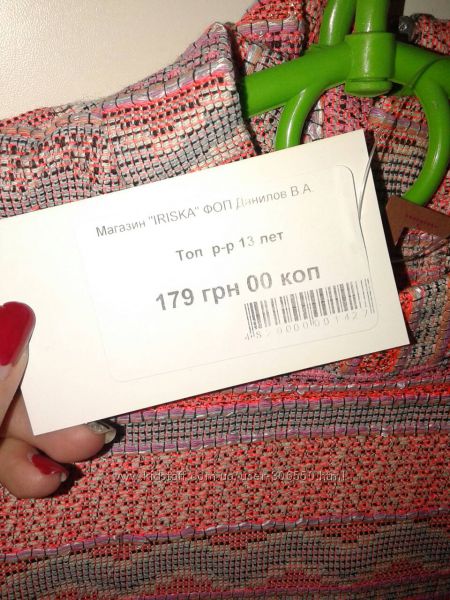 Магазин "IRISKA" ФОП Данилов В.А.
Топ р-р 13 лет
179 грн 00 коп